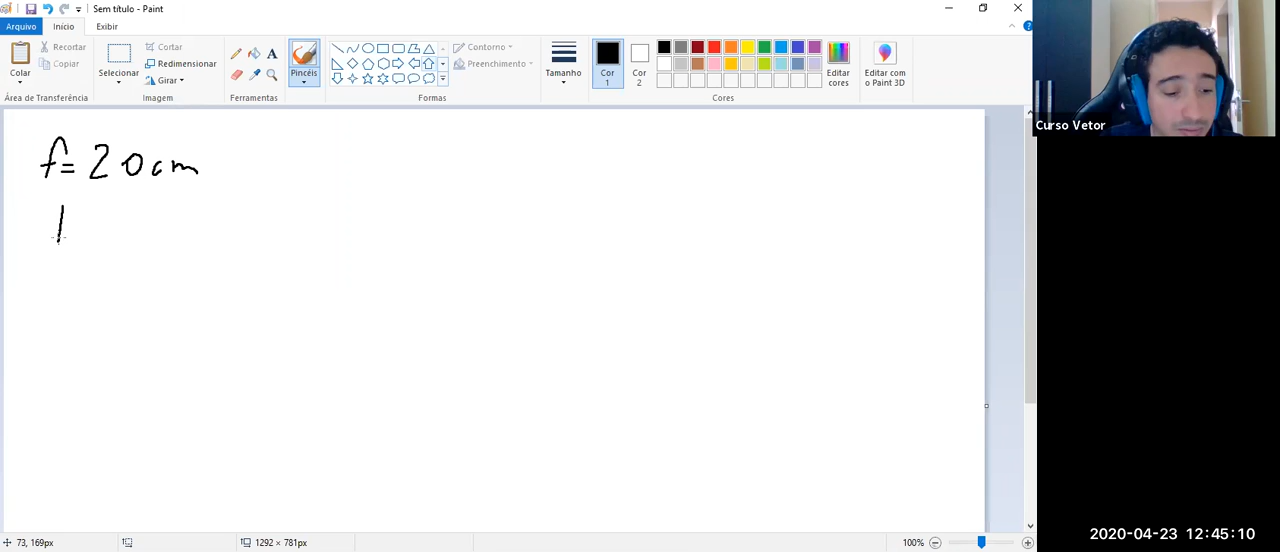 Sem título - Paint
Arquivo
Início
Exibir
Colar
Recortar
Copiar
Área de Transferência
Selecionar
Cortar
Redimensionar
Girar
Imagem
Ferramentas
Pincéis
Contorno
Preenchimento
Formas
Tamanho
Cor
1
Cor
2
Cores
Editar
cores
Editar com
o Paint 3D
Curso Vetor
f= 20cm
73, 169px
1292 × 781px
100%
2020-04-23 12:45:10